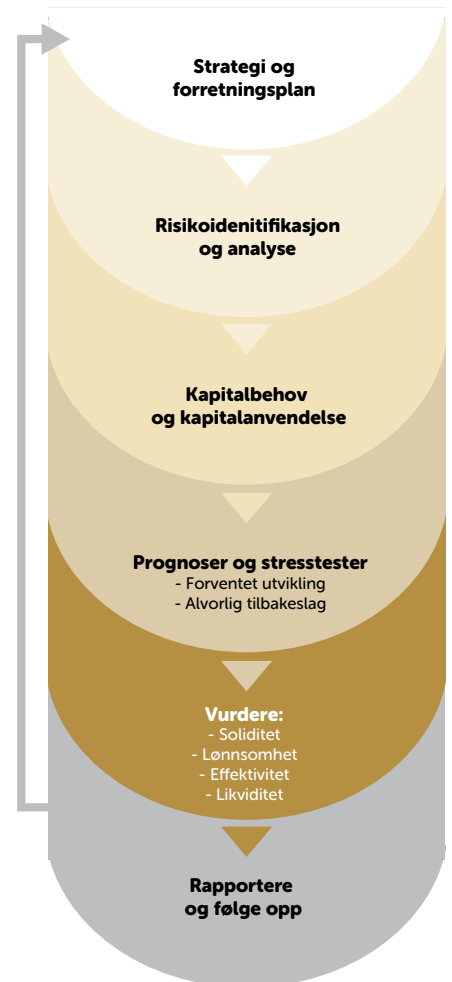 Strategi og
forretningsplan
Risikoidenitifikasjon
og analyse
Kapitalbehov
og kapitalanvendelse
Prognoser og stresstester
- Forventet utvikling
- Alvorlig tilbakeslag
Vurdere:
- Soliditet
- Lønnsomhet
- Effektivitet
- Likviditet
Rapportere
og følge opp